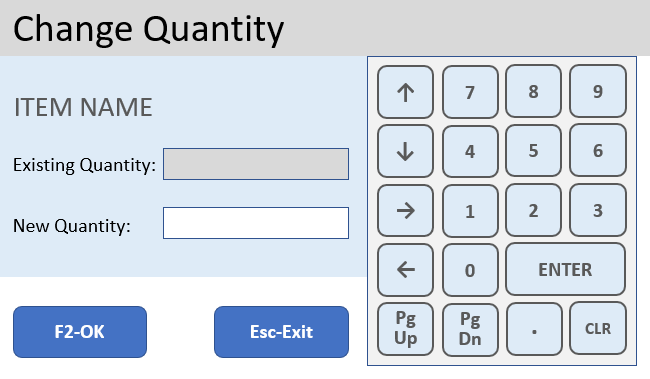 Change Quantity
ITEM NAME
Existing Quantity:
New Quantity:
F2-OK
Esc-Exit
↑ 7 8 9
↓ 4 5 6
→ 1 2 3
← 0 ENTER
Pg Up Pg Dn . CLR